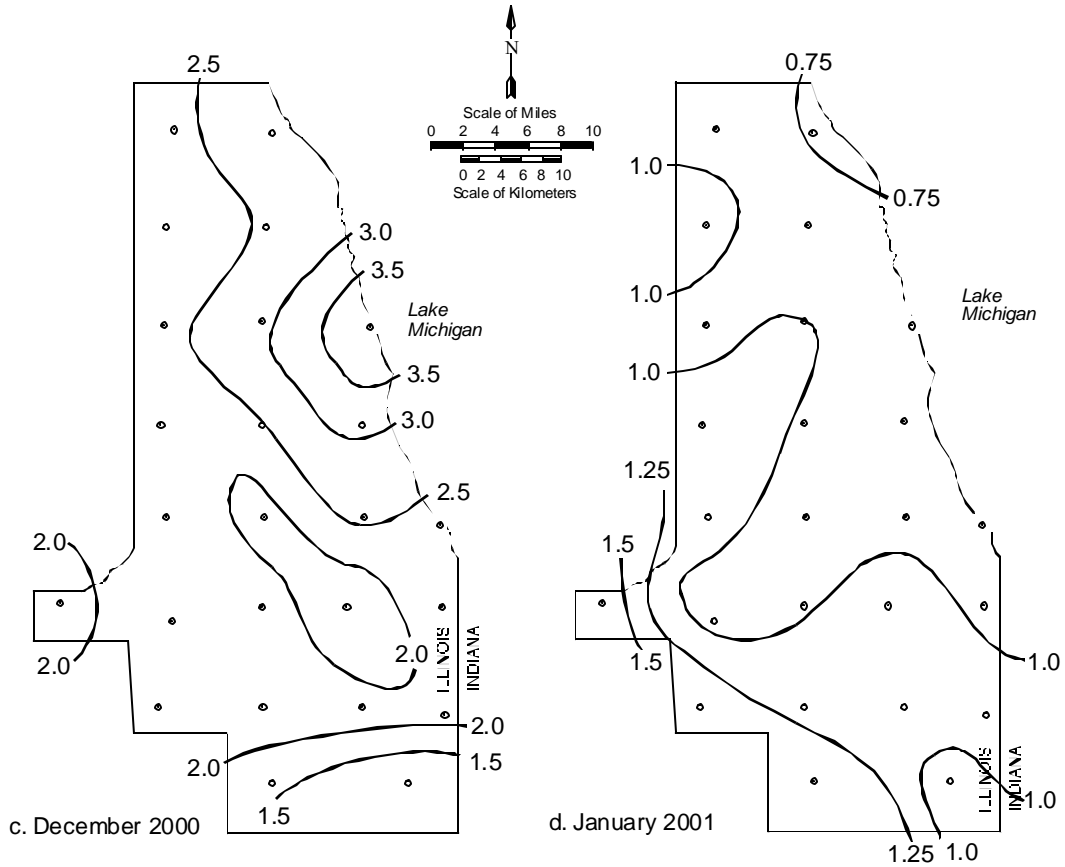 N
Scale of Miles
0 2 4 6 8 10
0 2 4 6 8 10
Scale of Kilometers
2.5
3.0
3.5
Lake
Michigan
3.5
3.0
2.5
2.0
2.0
2.0
ILLINOIS
INDIANA
2.0
2.0
1.5
1.5
c. December 2000
0.75
1.0
0.75
1.0
Lake
Michigan
1.0
1.25
1.5
1.5
1.0
ILLINOIS
INDIANA
1.0
1.25
1.0
d. January 2001